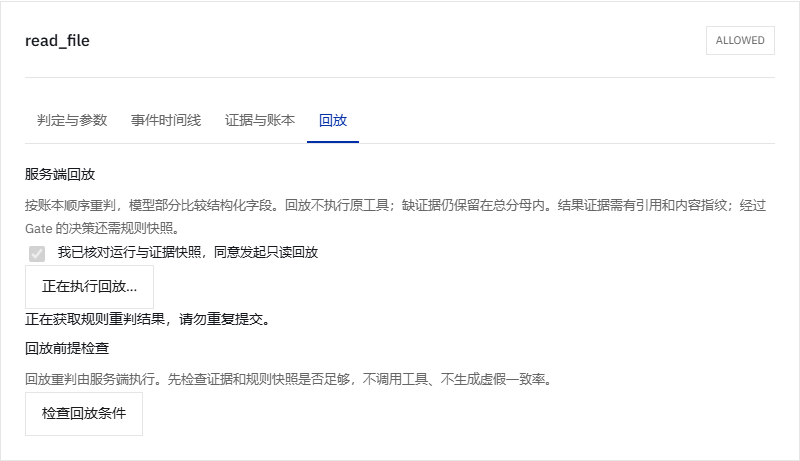 read_file
ALLOWED
判定与参数
事件时间线
证据与账本
回放
服务端回放
按账本顺序重判，模型部分比较结构化字段。回放不执行原工具；缺证据仍保留在总分母内。结果证据需有引用和内容指纹；经过
Gate 的决策还需规则快照。
我已核对运行与证据快照，同意发起只读回放
正在执行回放...
正在获取规则重判结果，请勿重复提交。
回放前提检查
回放重判由服务端执行。先检查证据和规则快照是否足够，不调用工具、不生成虚假一致率。
检查回放条件